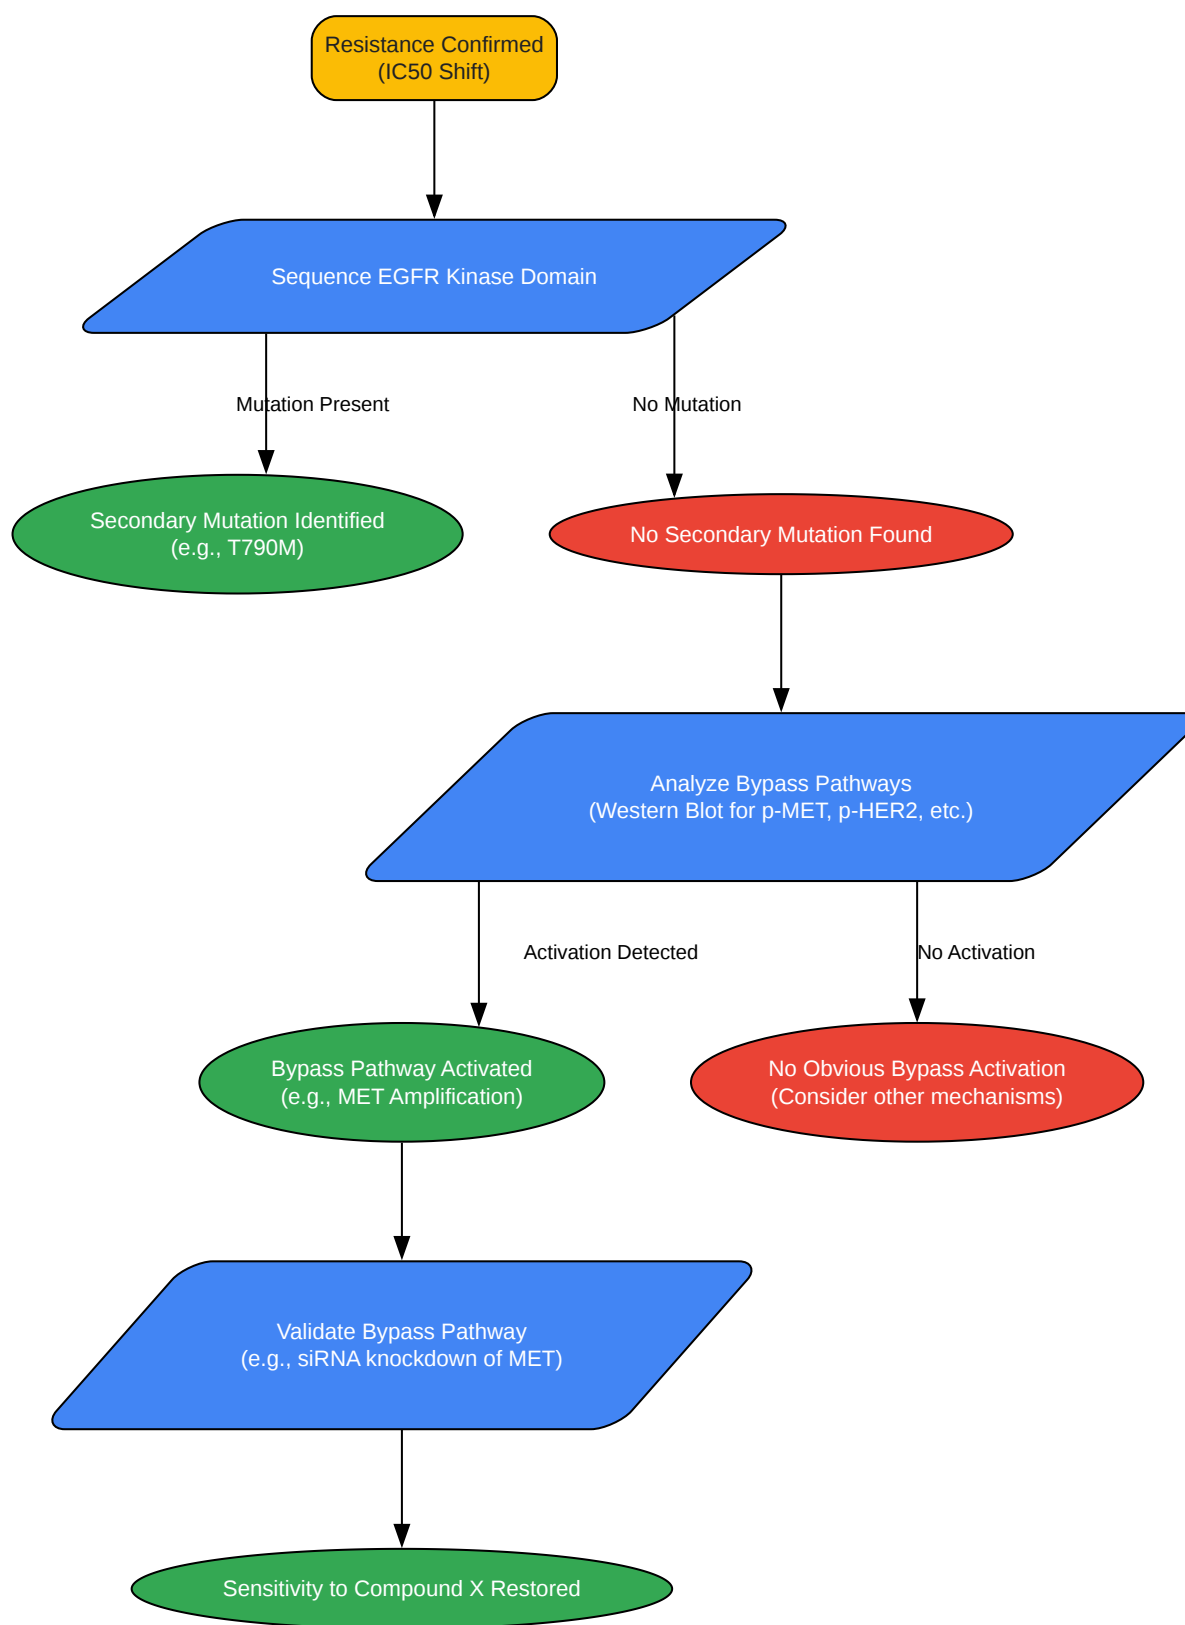 Resistance Confirmed
(IC50 Shift)
Sequence EGFR Kinase Domain
Mutation Present
No Mutation
Secondary Mutation Identified
(e.g., T790M)
No Secondary Mutation Found
Analyze Bypass Pathways
(Western Blot for p-MET, p-HER2, etc.)
Activation Detected
No Activation
Bypass Pathway Activated
(e.g., MET Amplification)
No Obvious Bypass Activation
(Consider other mechanisms)
Validate Bypass Pathway
(e.g., siRNA knockdown of MET)
Sensitivity to Compound X Restored